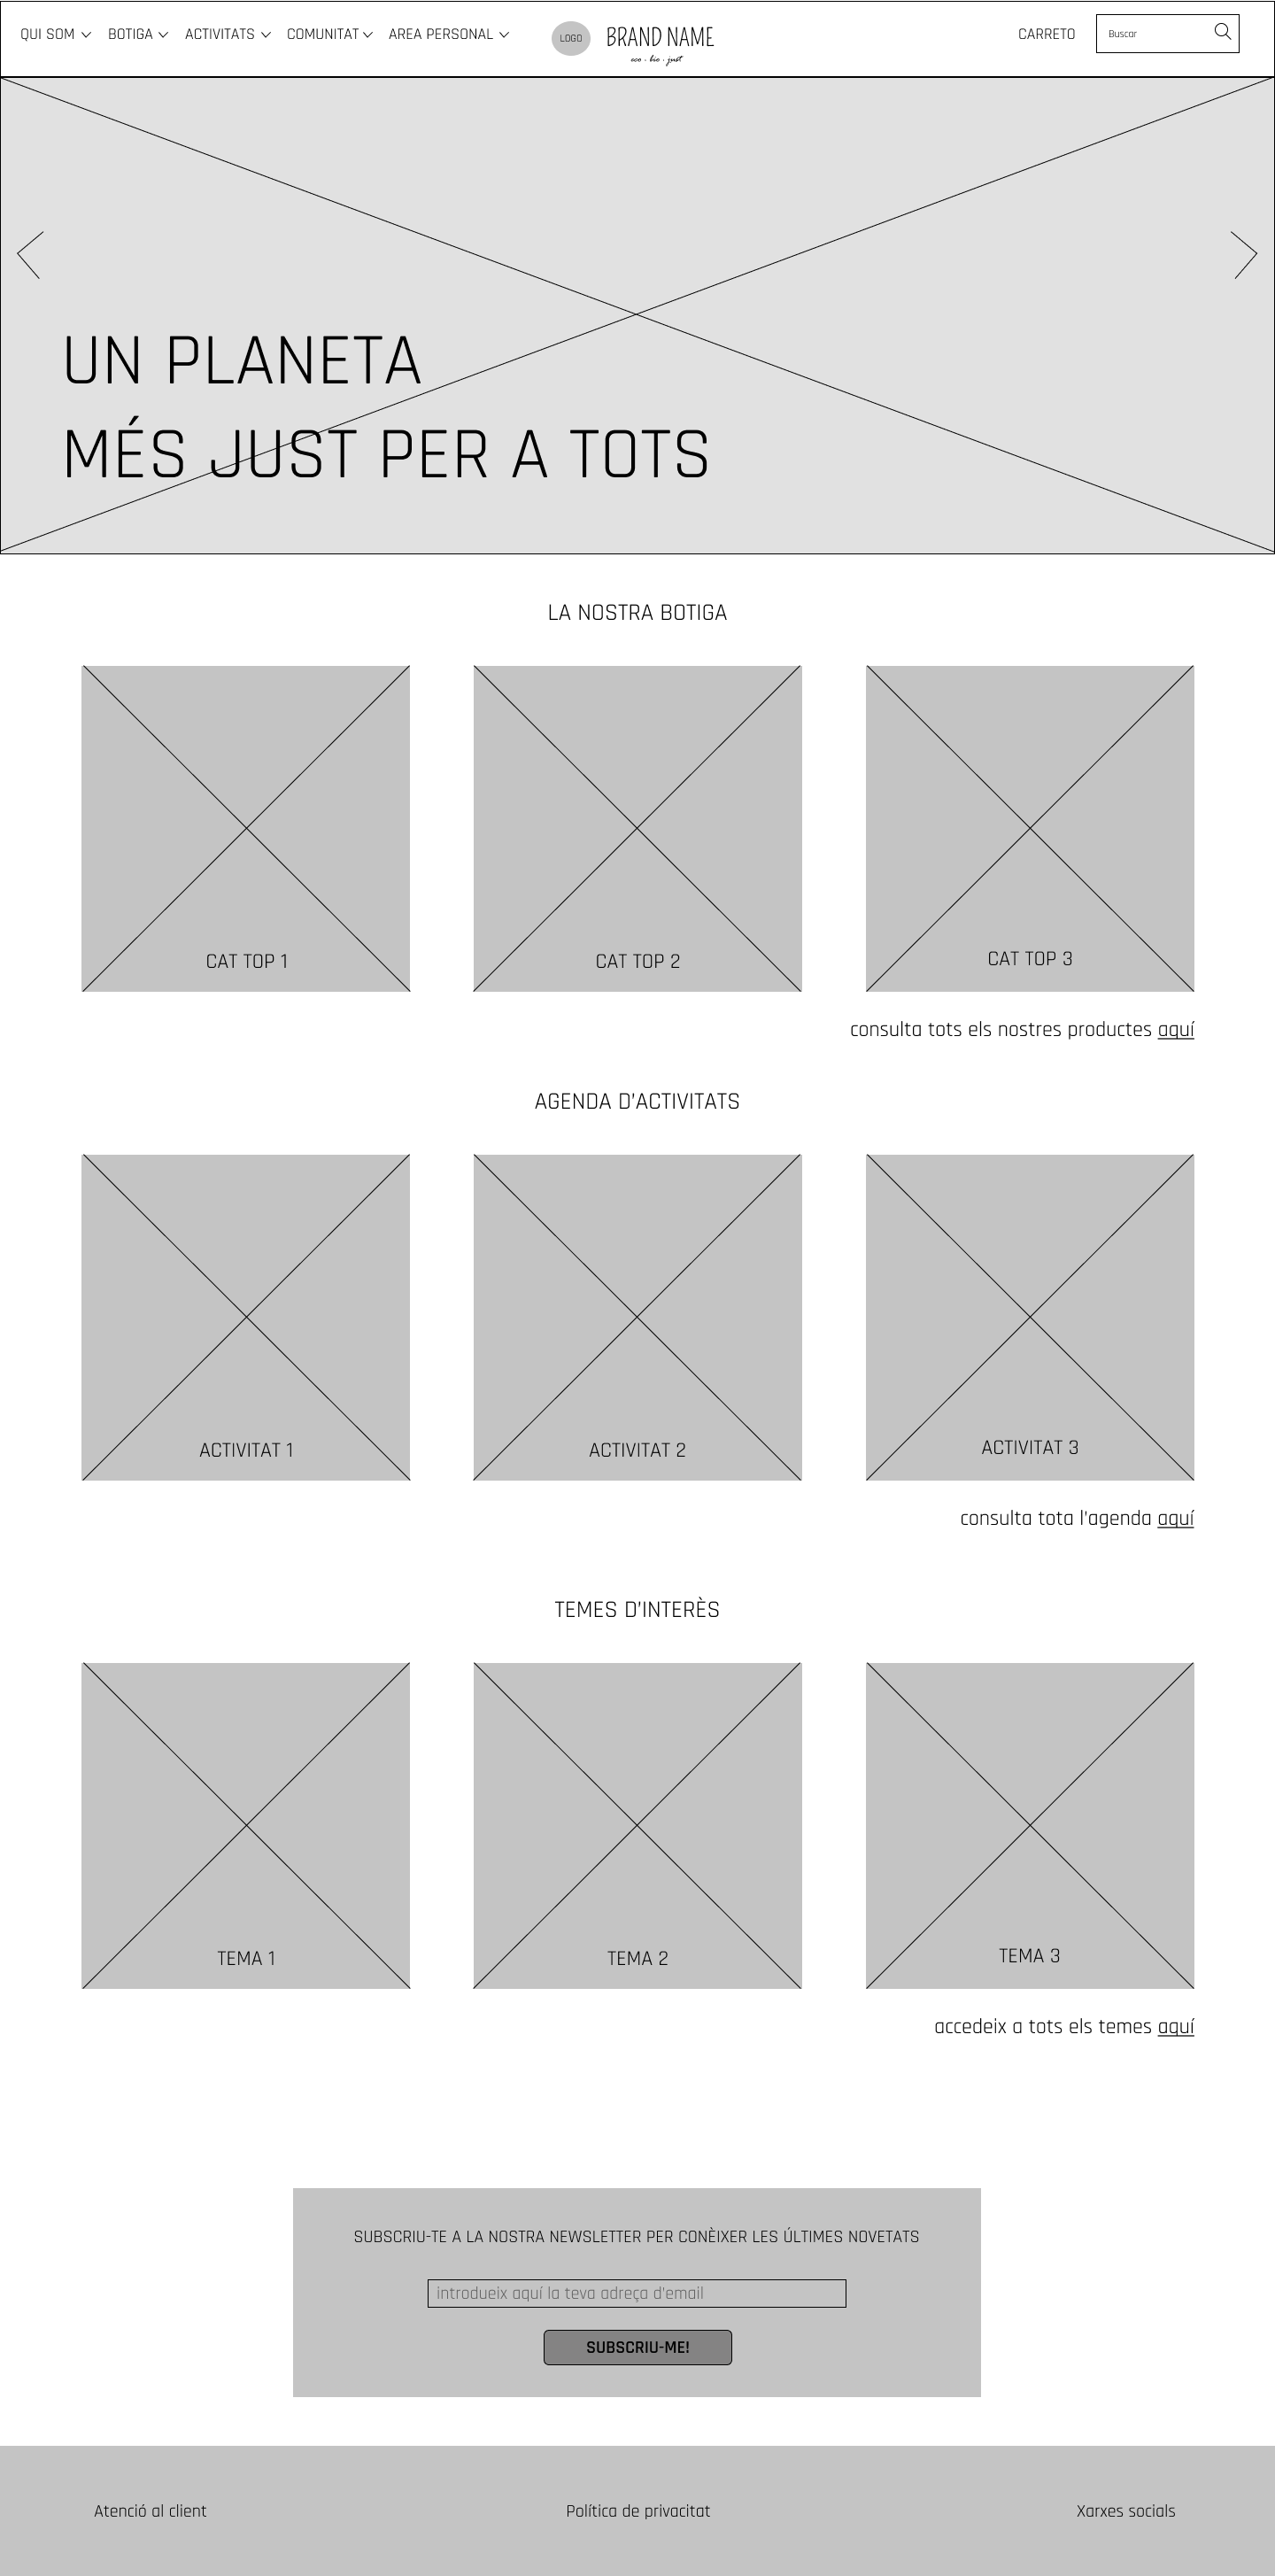 QUI SOM BOTIGA ACTIVITATS COMUNITAT AREA PERSONAL LOGO BRAND NAME CARRETO Buscar
eco · bio · just
UN PLANETA
MÉS JUST PER A TOTS
LA NOSTRA BOTIGA
CAT TOP 1 CAT TOP 2 CAT TOP 3
consulta tots els nostres productes aquí
AGENDA D'ACTIVITATS
ACTIVITAT 1 ACTIVITAT 2 ACTIVITAT 3
consulta tota l'agenda aquí
TEMES D'INTERÈS
TEMA 1 TEMA 2 TEMA 3
accedeix a tots els temes aquí
SUBSCRIU-TE A LA NOSTRA NEWSLETTER PER CONÈIXER LES ÚLTIMES NOVETATS
introdueix aquí la teva adreça d'email
SUBSCRIU-ME!
Atenció al client Política de privacitat Xarxes socials